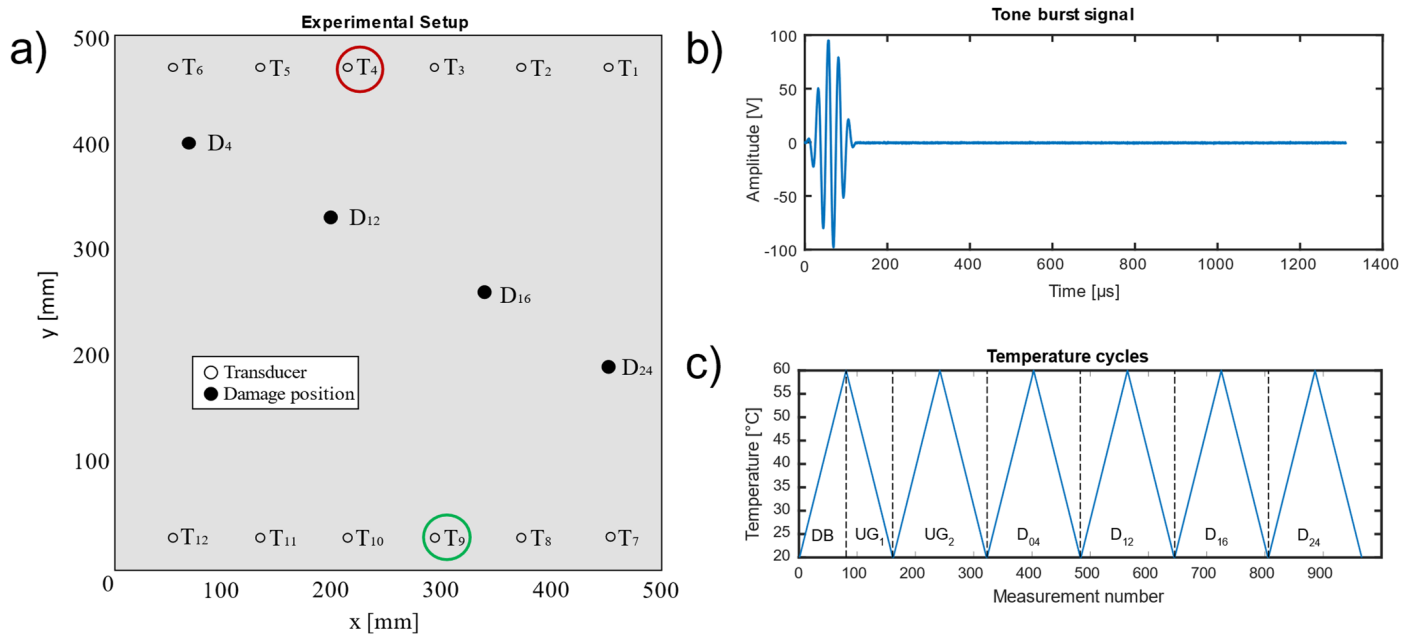 a)
Experimental Setup
500
400
300
200
100
0
y [mm]
T6
T5
T4
T3
T2
T1
D4
D12
D16
D24
Transducer
Damage position
T12
T11
T10
T9
T8
T7
0
100
200
300
400
500
x [mm]
b)
Tone burst signal
100
50
0
-50
-100
Amplitude [V]
0
200
400
600
800
1000
1200
1400
Time [µs]
c)
Temperature cycles
60
55
50
45
40
35
30
25
20
Temperature [°C]
DB
UG1
UG2
D04
D12
D16
D24
0
100
200
300
400
500
600
700
800
900
Measurement number